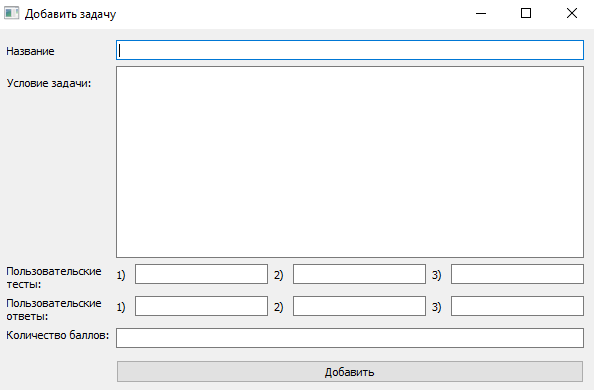 Добавить задачу
Название
Условие задачи:
Пользовательские
тесты:
1) 2) 3)
Пользовательские
ответы:
1) 2) 3)
Количество баллов:
Добавить